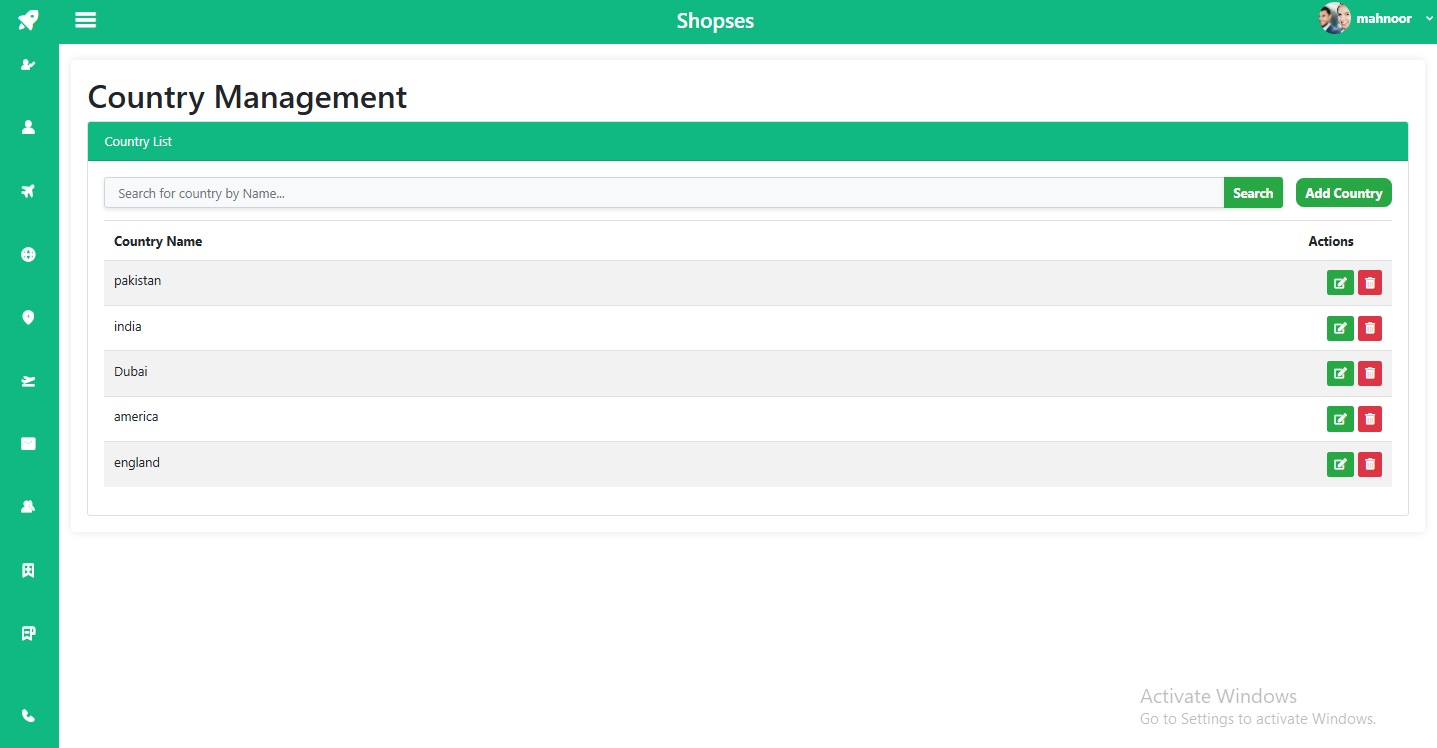 Shopses
mahnoor
Country Management
Country List
Search for country by Name...
Search
Add Country
Country Name
Actions
pakistan
india
Dubai
america
england
Activate Windows
Go to Settings to activate Windows.